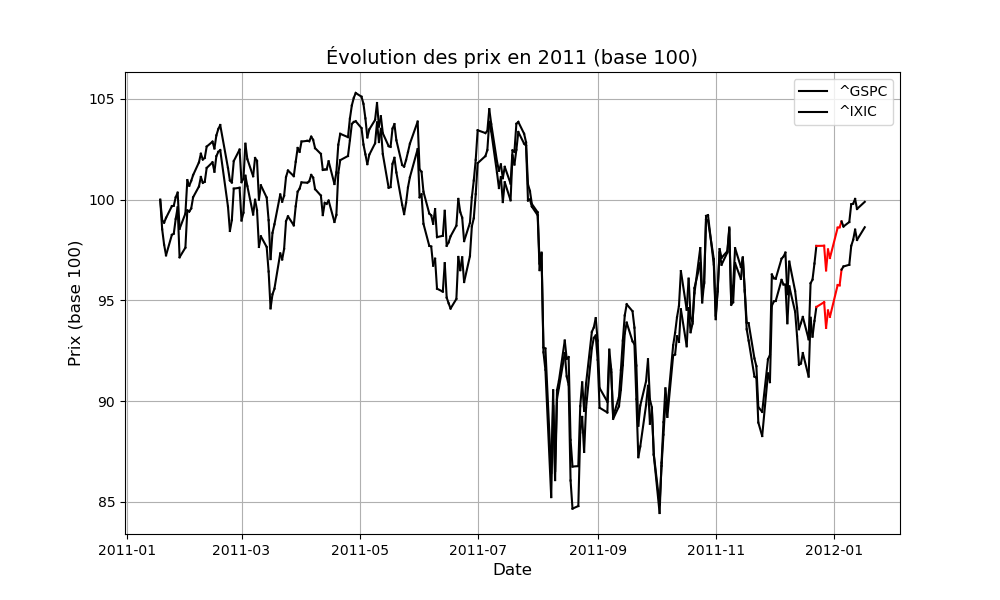 Évolution des prix en 2011 (base 100)
^GSPC
^IXIC
Prix (base 100)
105
100
95
90
85
2011-01
2011-03
2011-05
2011-07
2011-09
2011-11
2012-01
Date